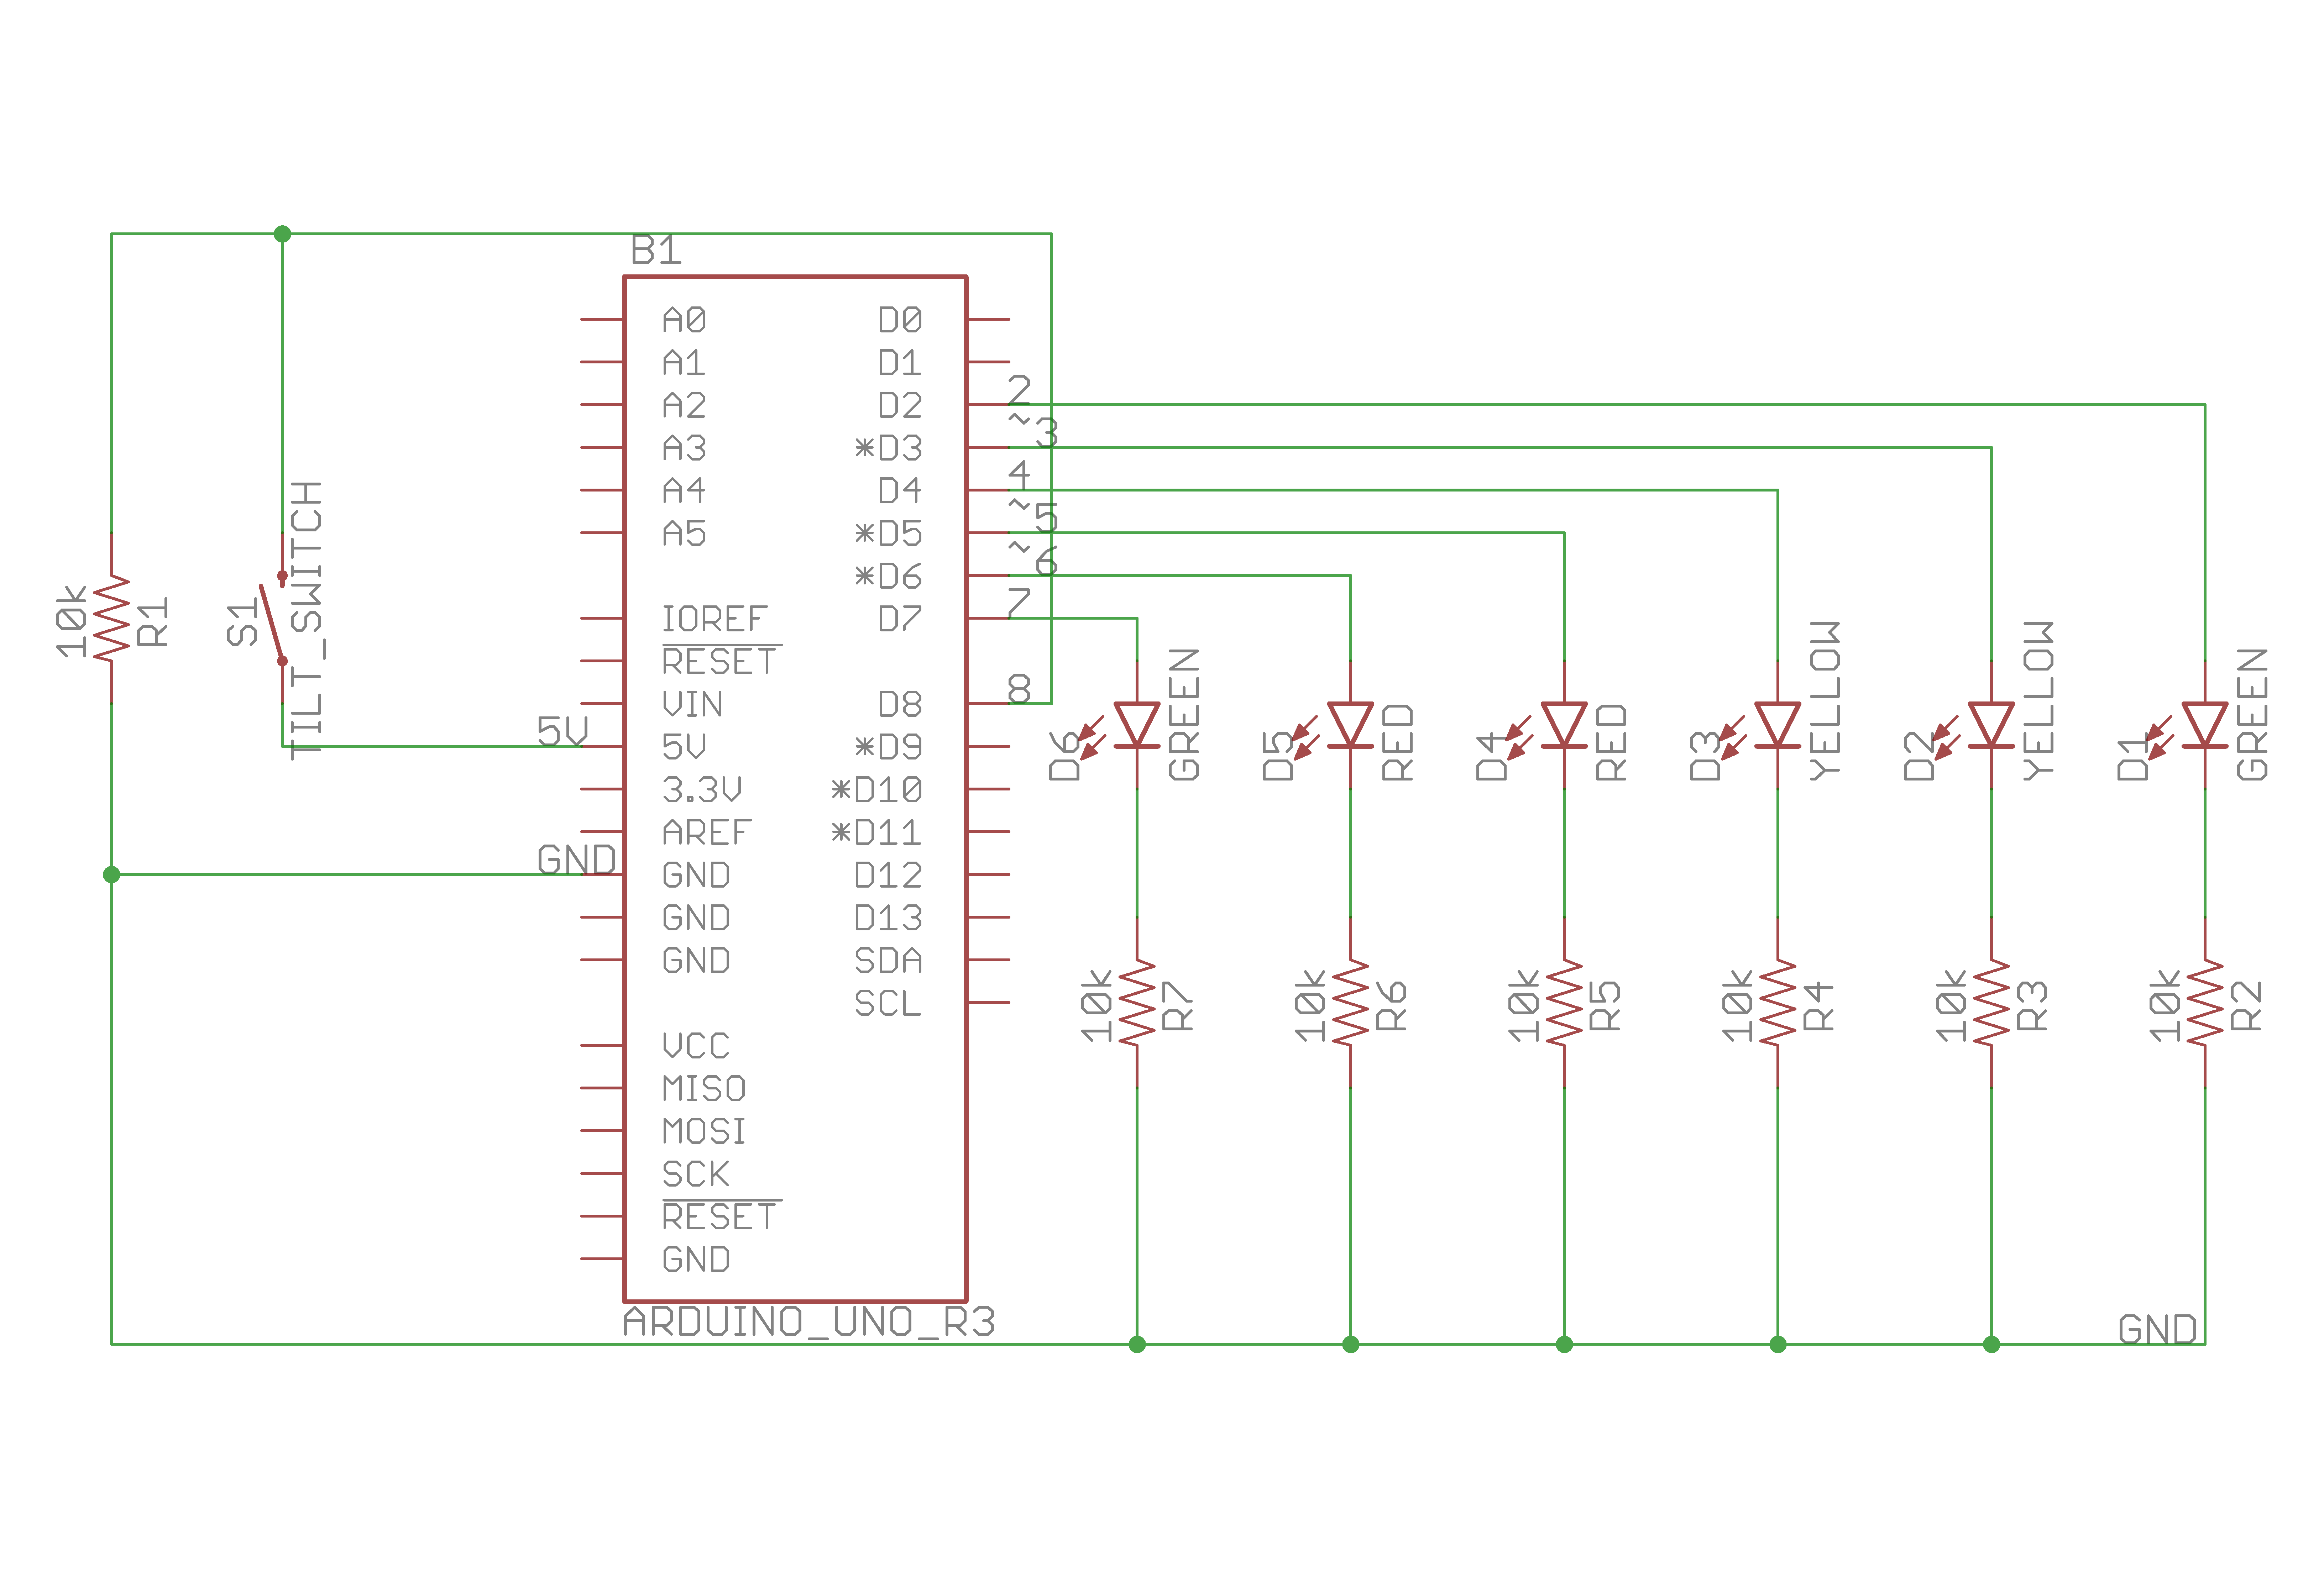 B1
A0
A1
A2
A3
A4
A5
IOREF
RESET
VIN
5V
3.3V
AREF
GND
GND
GND
VCC
MISO
MOSI
SCK
RESET
GND
D0
D1
D2
*D3
D4
*D5
*D6
D7
D8
*D9
*D10
*D11
D12
D13
SDA
SCL
ARDUINO_UNO_R3
2
~3
4
~5
~6
7
8
5V
GND
10k
R1
S1
TILT_SWITCH
D6
GREEN
D5
RED
D4
RED
D3
YELLOW
D2
YELLOW
D1
GREEN
10k
R7
10k
R6
10k
R5
10k
R4
10k
R3
10k
R2
GND